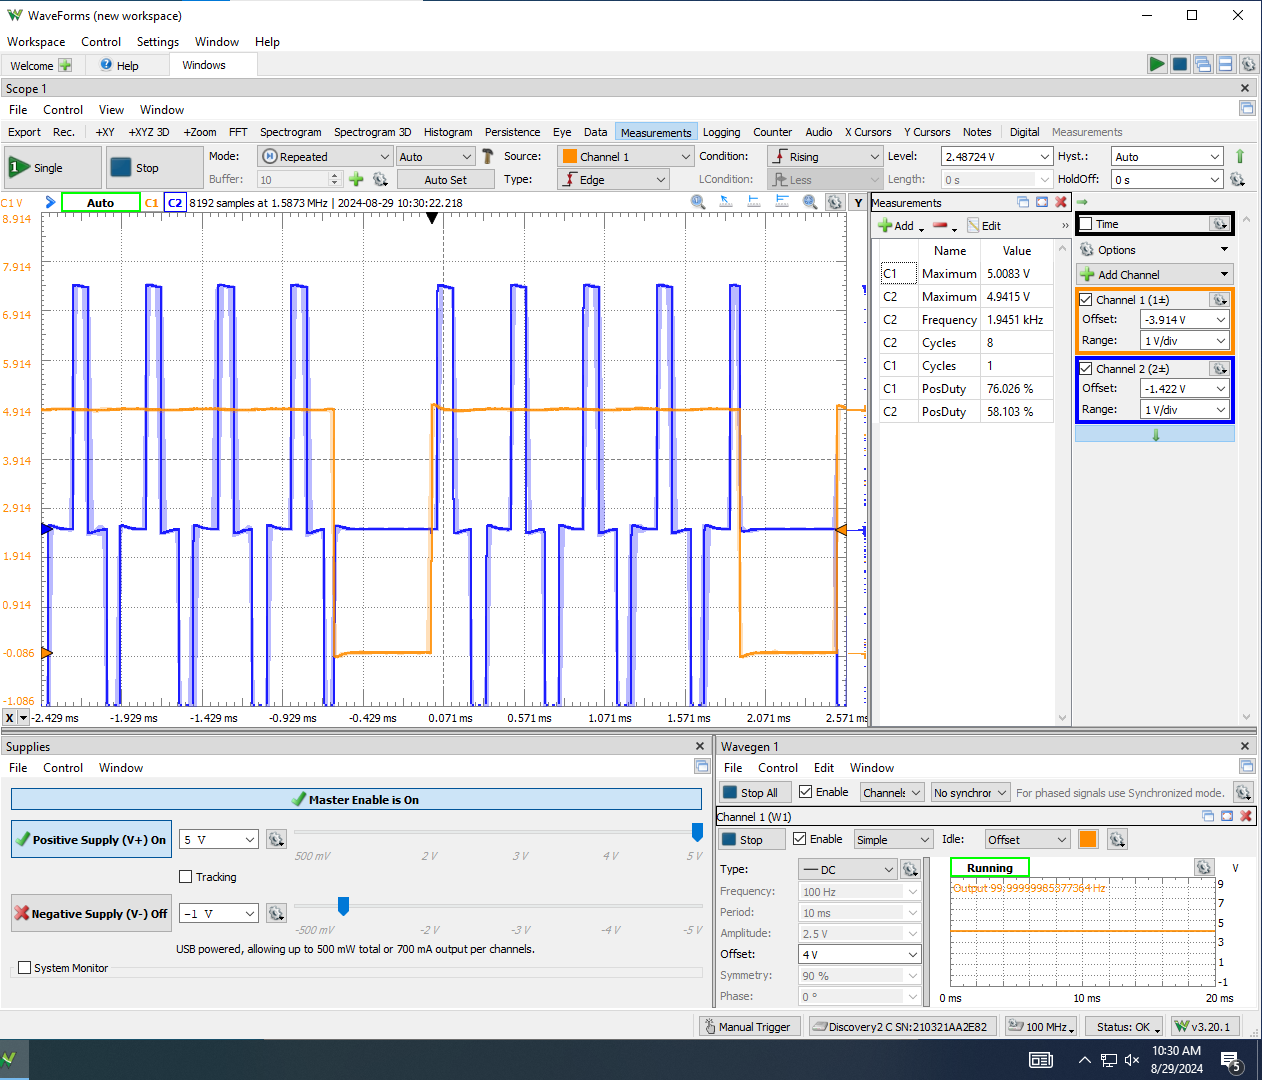 WaveForms (new workspace)
Workspace Control Settings Window Help
Welcome Help Windows
Scope 1
File Control View Window
Export Rec. +XY +XYZ 3D +Zoom FFT Spectrogram Spectrogram 3D Histogram Persistence Eye Data Measurements Logging Counter Audio X Cursors Y Cursors Notes Digital Measurements
Single Stop Mode: Repeated Auto Source: Channel 1 Condition: Rising Level: 2.48724 V Hyst.: Auto
Buffer: 10 Auto Set Type: Edge LCondition: Less Length: 0 s HoldOff: 0 s
C1 V Auto C1 C2 8192 samples at 1.5873 MHz | 2024-08-29 10:30:22.218 Y
8.914
7.914
6.914
5.914
4.914
3.914
2.914
1.914
0.914
-0.086
-1.086
X -2.429 ms -1.929 ms -1.429 ms -0.929 ms -0.429 ms 0.071 ms 0.571 ms 1.071 ms 1.571 ms 2.071 ms 2.571 ms
Measurements
Add Edit »
Name Value
C1 Maximum 5.0083 V
C2 Maximum 4.9415 V
C2 Frequency 1.9451 kHz
C2 Cycles 8
C1 Cycles 1
C1 PosDuty 76.026 %
C2 PosDuty 58.103 %
Time
Options
Add Channel
Channel 1 (1±)
Offset: -3.914 V
Range: 1 V/div
Channel 2 (2±)
Offset: -1.422 V
Range: 1 V/div
Supplies
File Control Window
Master Enable is On
Positive Supply (V+) On 5 V
500 mV 2 V 3 V 4 V 5 V
Tracking
Negative Supply (V-) Off -1 V
-500 mV -2 V -3 V -4 V -5 V
USB powered, allowing up to 500 mW total or 700 mA output per channels.
System Monitor
Wavegen 1
File Control Edit Window
Stop All Enable Channels No synchror For phased signals use Synchronized mode.
Channel 1 (W1)
Stop Enable Simple Idle: Offset
Type: DC
Frequency: 100 Hz
Period: 10 ms
Amplitude: 2.5 V
Offset: 4 V
Symmetry: 90 %
Phase: 0 °
Running V
Output 99.99999985377364 Hz
9
7
5
3
1
-1
0 ms 10 ms 20 ms
Manual Trigger Discovery2 C SN:210321AA2E82 100 MHz Status: OK v3.20.1
10:30 AM
8/29/2024
5